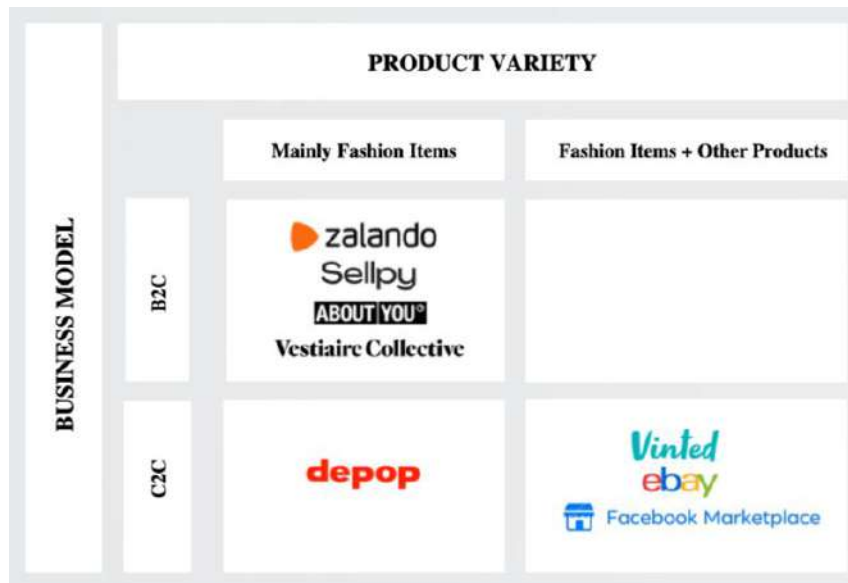 PRODUCT VARIETY
Mainly Fashion Items
Fashion Items + Other Products
BUSINESS MODEL
B2C
zalando
Sellpy
ABOUT YOU°
Vestiaire Collective
C2C
depop
Vinted
ebay
Facebook Marketplace